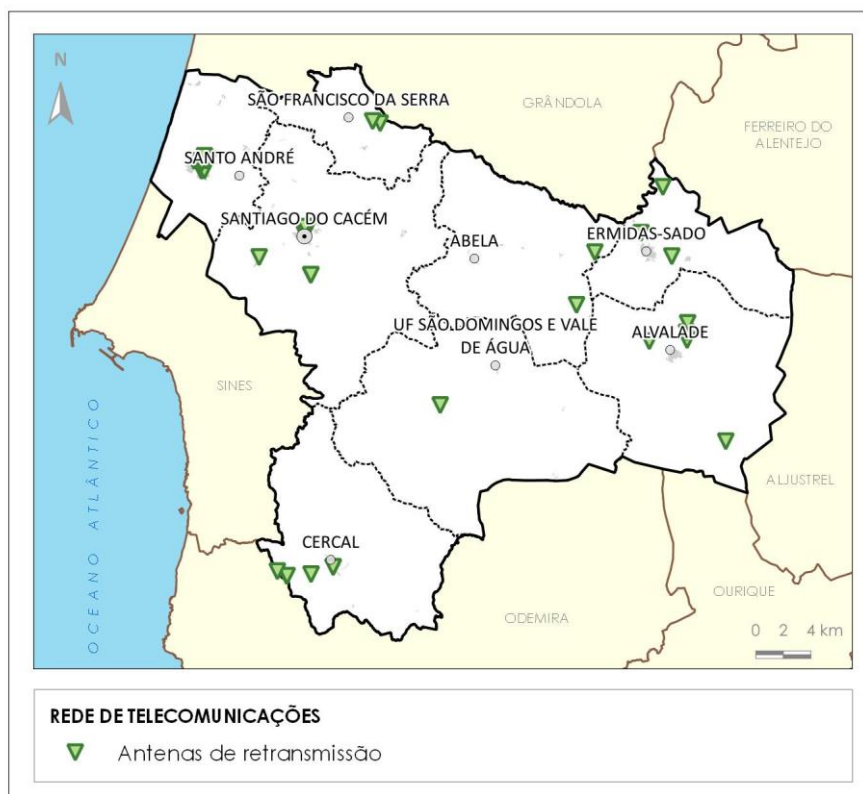 N
SÃO FRANCISCO DA SERRA
GRÂNDOLA
FERREIRO DO
ALENTEJO
SANTO ANDRÉ
SANTIAGO DO CACÉM
ABELA
ERMIDAS-SADO
UF SÃO DOMINGOS E VALE
DE ÁGUA
ALVALADE
SINES
OCEANO ATLÂNTICO
ALJUSTREL
CERCAL
OURIQUE
ODEMIRA
0 2 4 km
REDE DE TELECOMUNICAÇÕES
Antenas de retransmissão